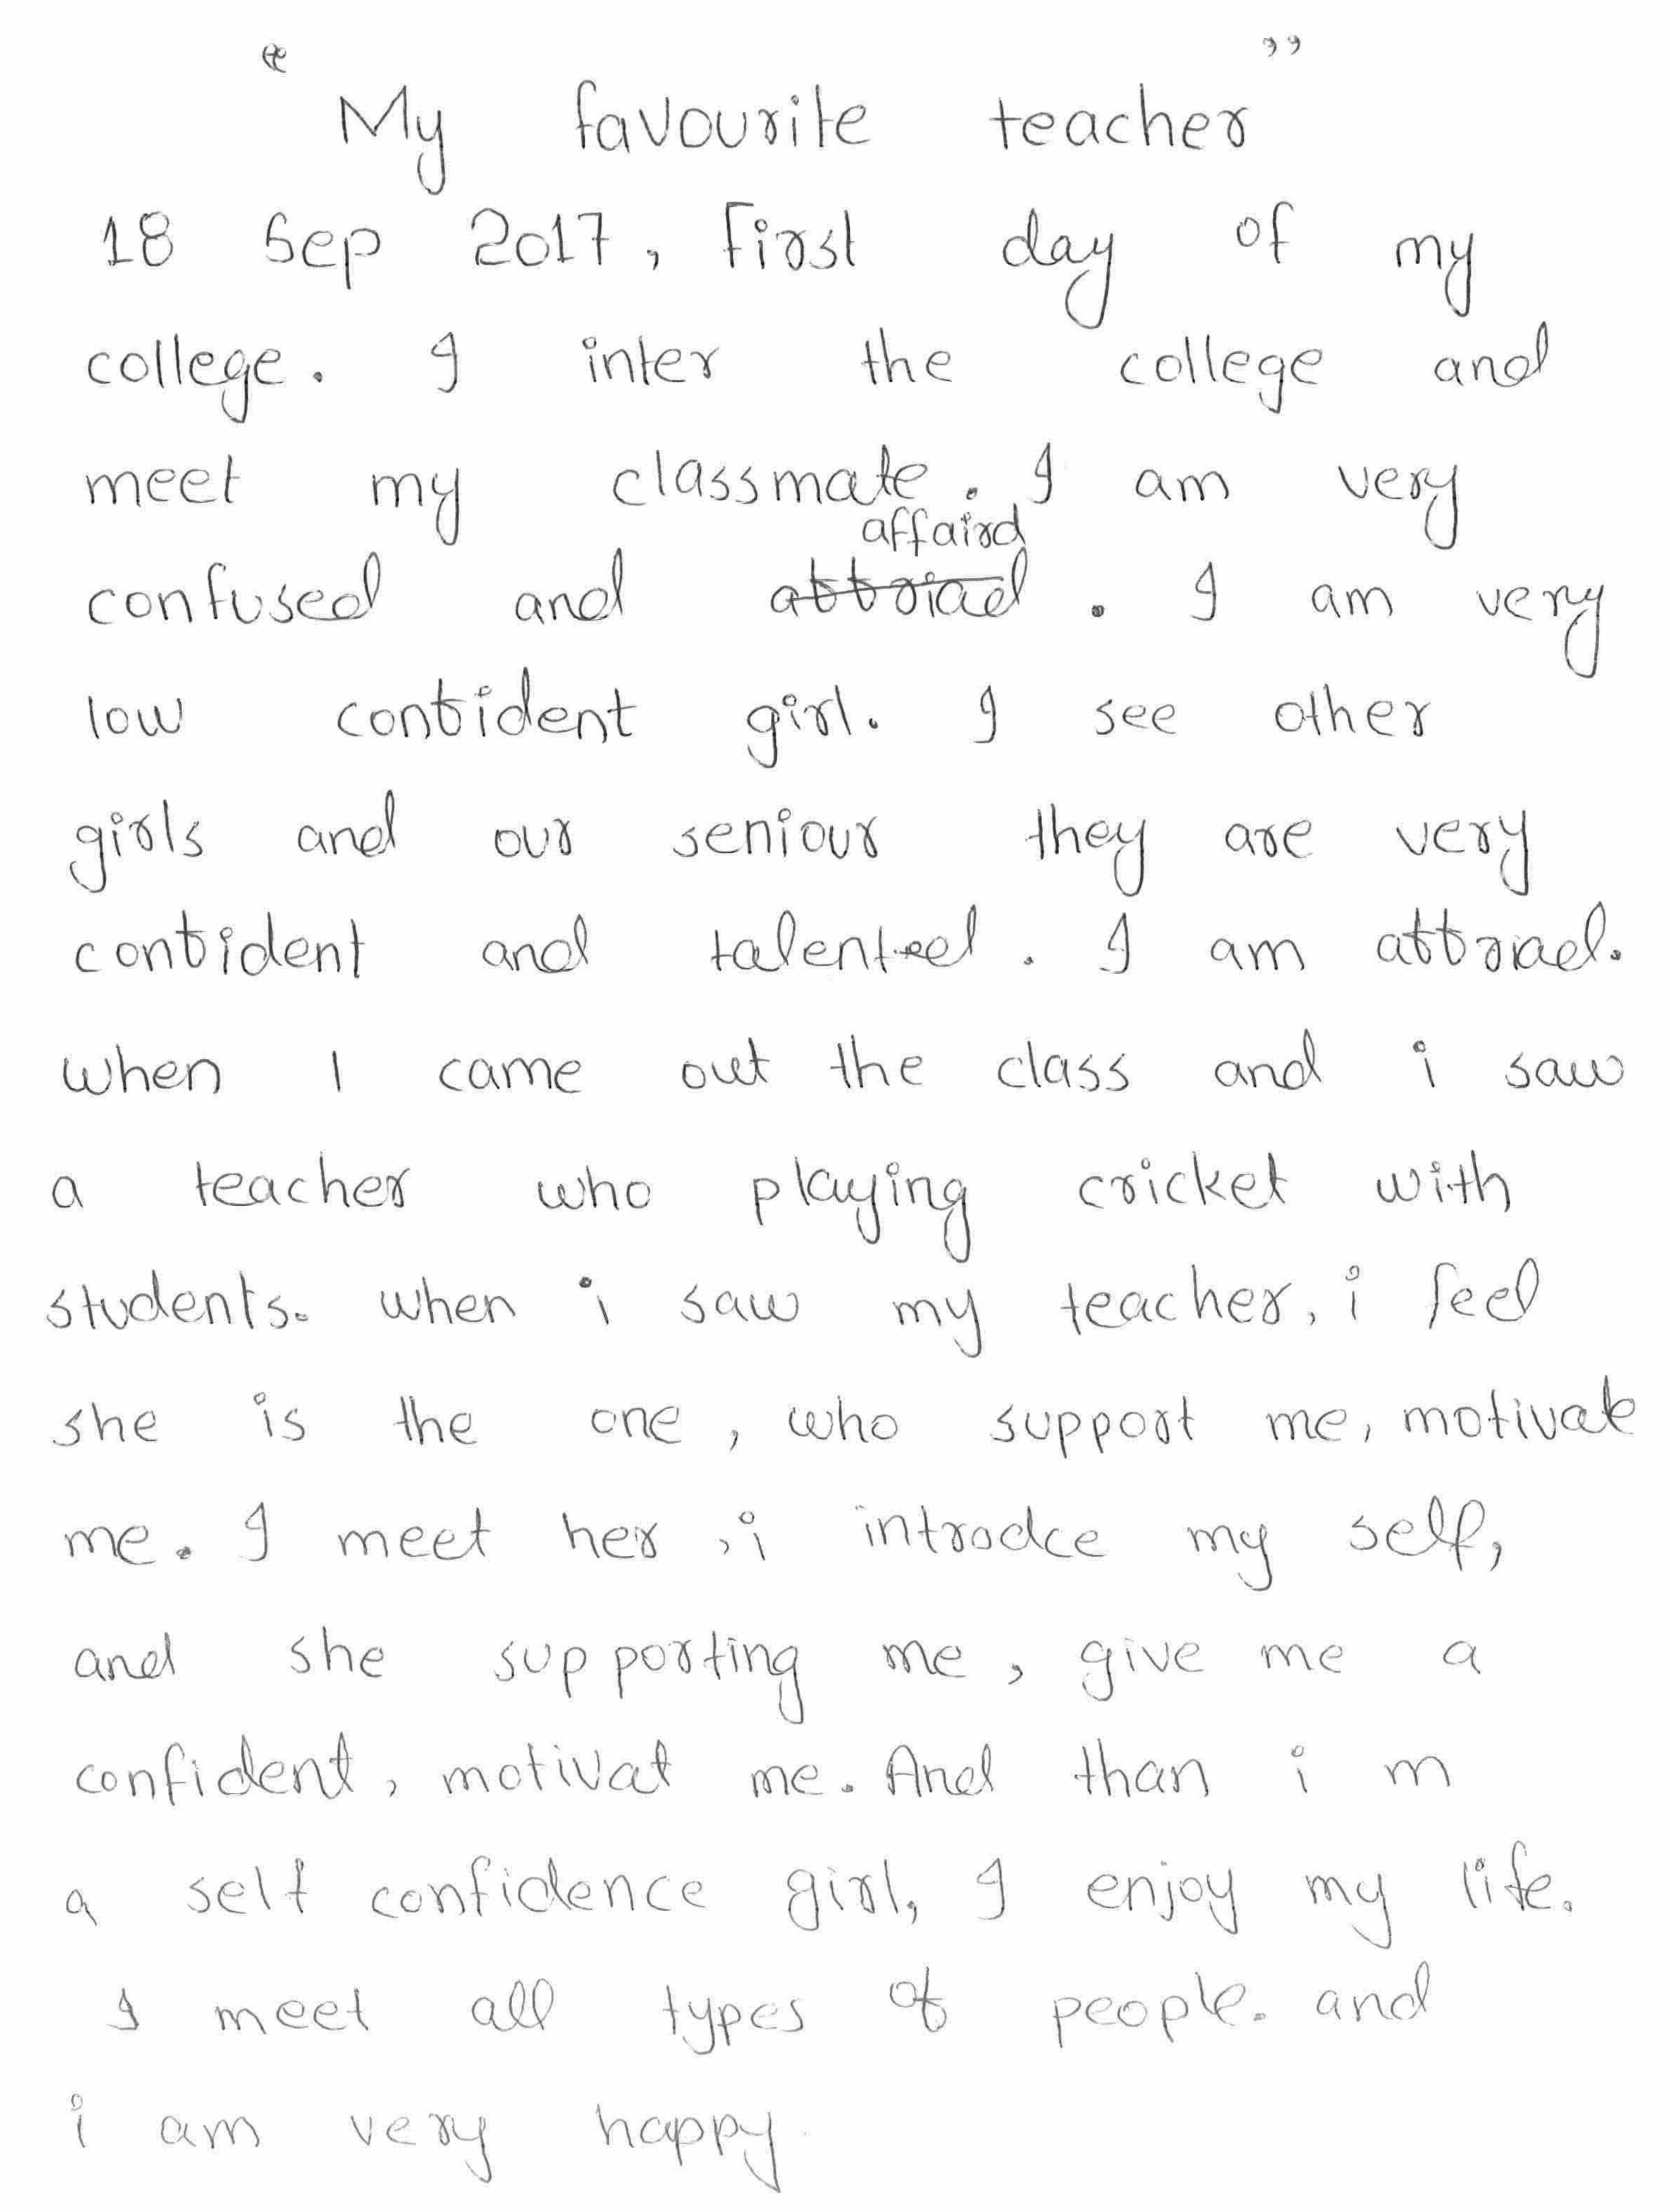 "My favourite teacher"
18 Sep 2017, First day of my
college. I inter the college and
meet my classmate. I am very
affaird
confused and affraied. I am very
low confident girl. I see other
girls and our seniour they are very
confident and talented. I am affraed.
when I came out the class and i saw
a teacher who playing cricket with
students. when i saw my teacher, i feel
she is the one, who support me, motivate
me. I meet her, i introdce my self,
and she supporting me, give me a
confident, motivat me. And than i m
a self confidence girl, I enjoy my life.
I meet all types of people. and
i am very happy.